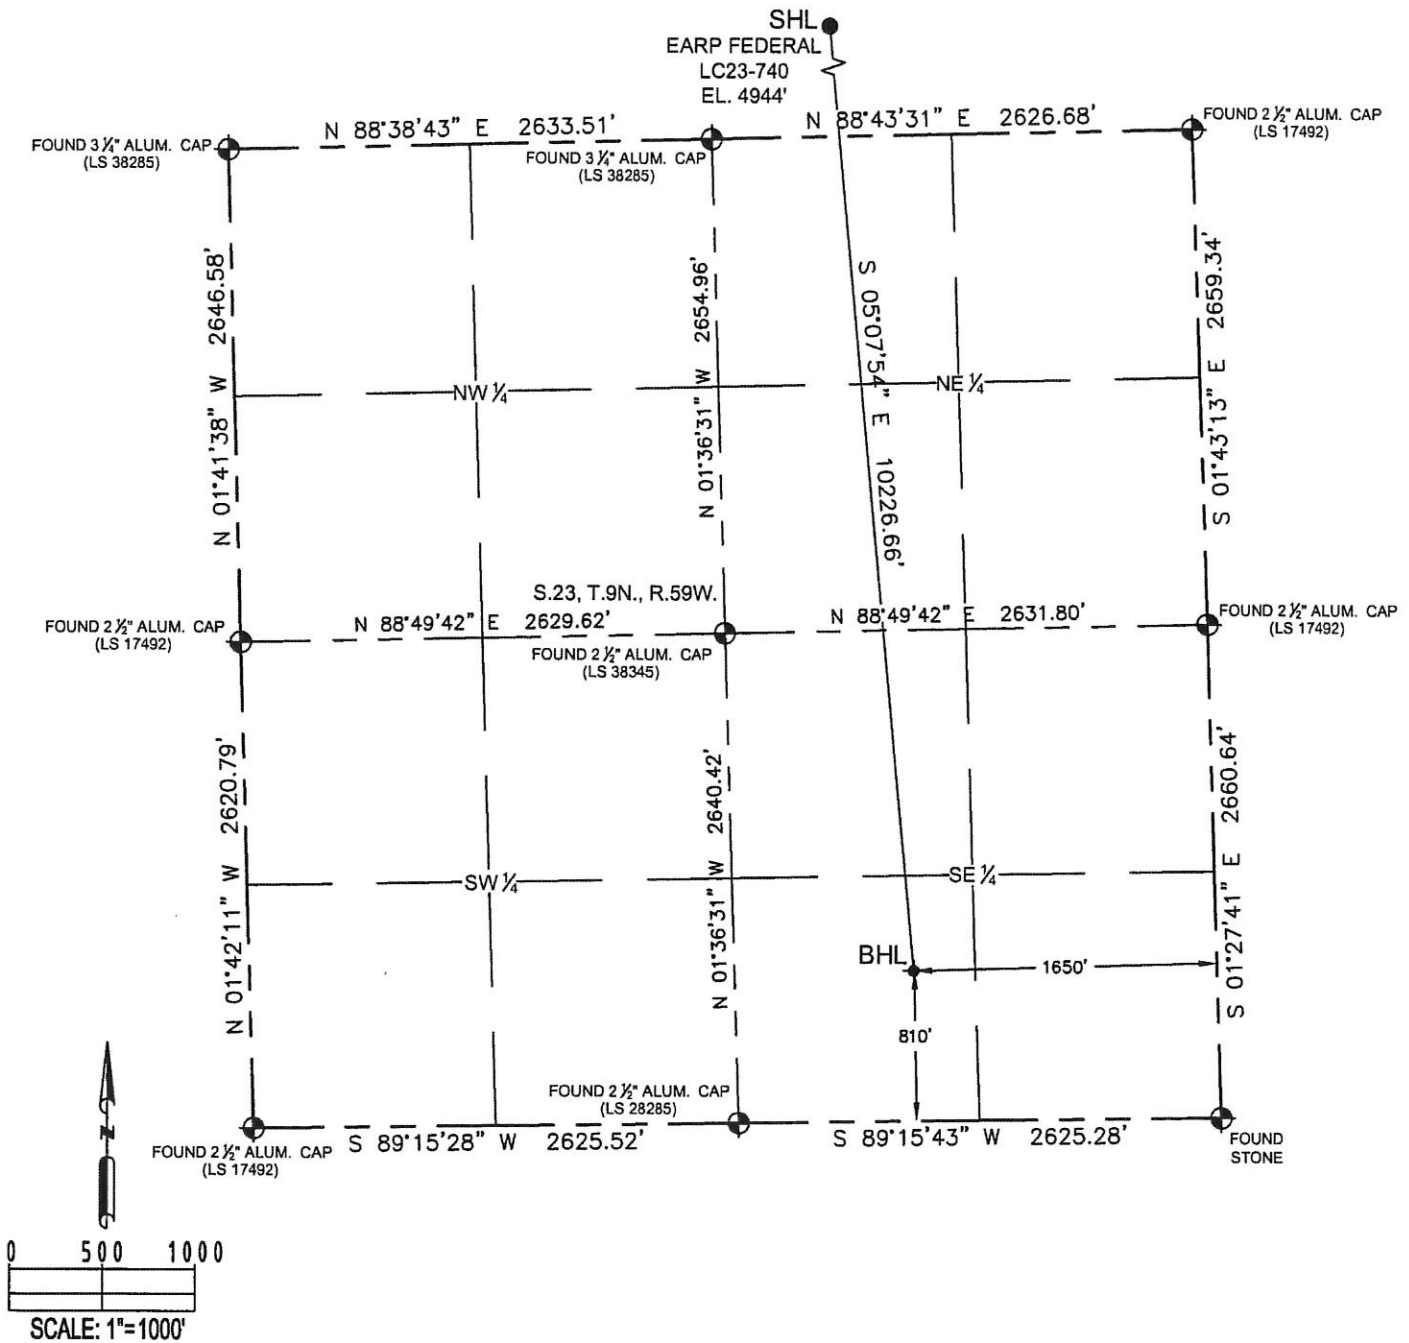 SHL
EARP FEDERAL
LC23-740
EL. 4944'
N 88°38'43" E 2633.51'
N 88°43'31" E 2626.68'
FOUND 2 ½" ALUM. CAP
(LS 17492)
FOUND 3 ¼" ALUM. CAP
(LS 38285)
FOUND 3 ¼" ALUM. CAP
(LS 38285)
N 01°41'38" W 2646.58'
N 01°36'31" W 2654.96'
S 05°07'54" E 10226.66'
S 01°43'13" E 2659.34'
NW ¼
NE ¼
S.23, T.9N., R.59W.
FOUND 2 ½" ALUM. CAP
(LS 17492)
N 88°49'42" E 2629.62'
N 88°49'42" E 2631.80'
FOUND 2 ½" ALUM. CAP
(LS 17492)
FOUND 2 ½" ALUM. CAP
(LS 38345)
N 01°42'11" W 2620.79'
N 01°36'31" W 2640.42'
S 01°27'41" E 2660.64'
SW ¼
SE ¼
BHL
1650'
810'
FOUND 2 ½" ALUM. CAP
(LS 28285)
FOUND 2 ½" ALUM. CAP
(LS 17492)
S 89°15'28" W 2625.52'
S 89°15'43" W 2625.28'
FOUND
STONE
N
0 500 1000
SCALE: 1"=1000'